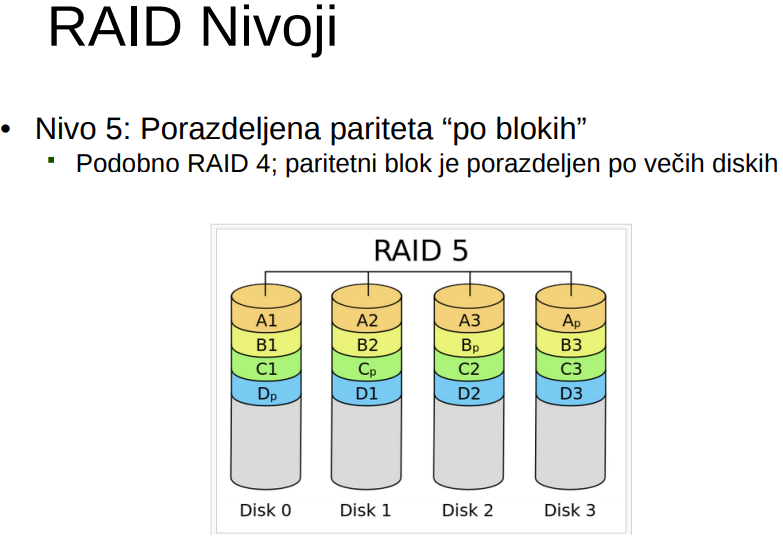 RAID Nivoji
• Nivo 5: Porazdeljena pariteta “po blokih”
▪ Podobno RAID 4; paritetni blok je porazdeljen po večih diskih
RAID 5
A1 A2 A3 Ap
B1 B2 Bp B3
C1 Cp C2 C3
Dp D1 D2 D3
Disk 0 Disk 1 Disk 2 Disk 3